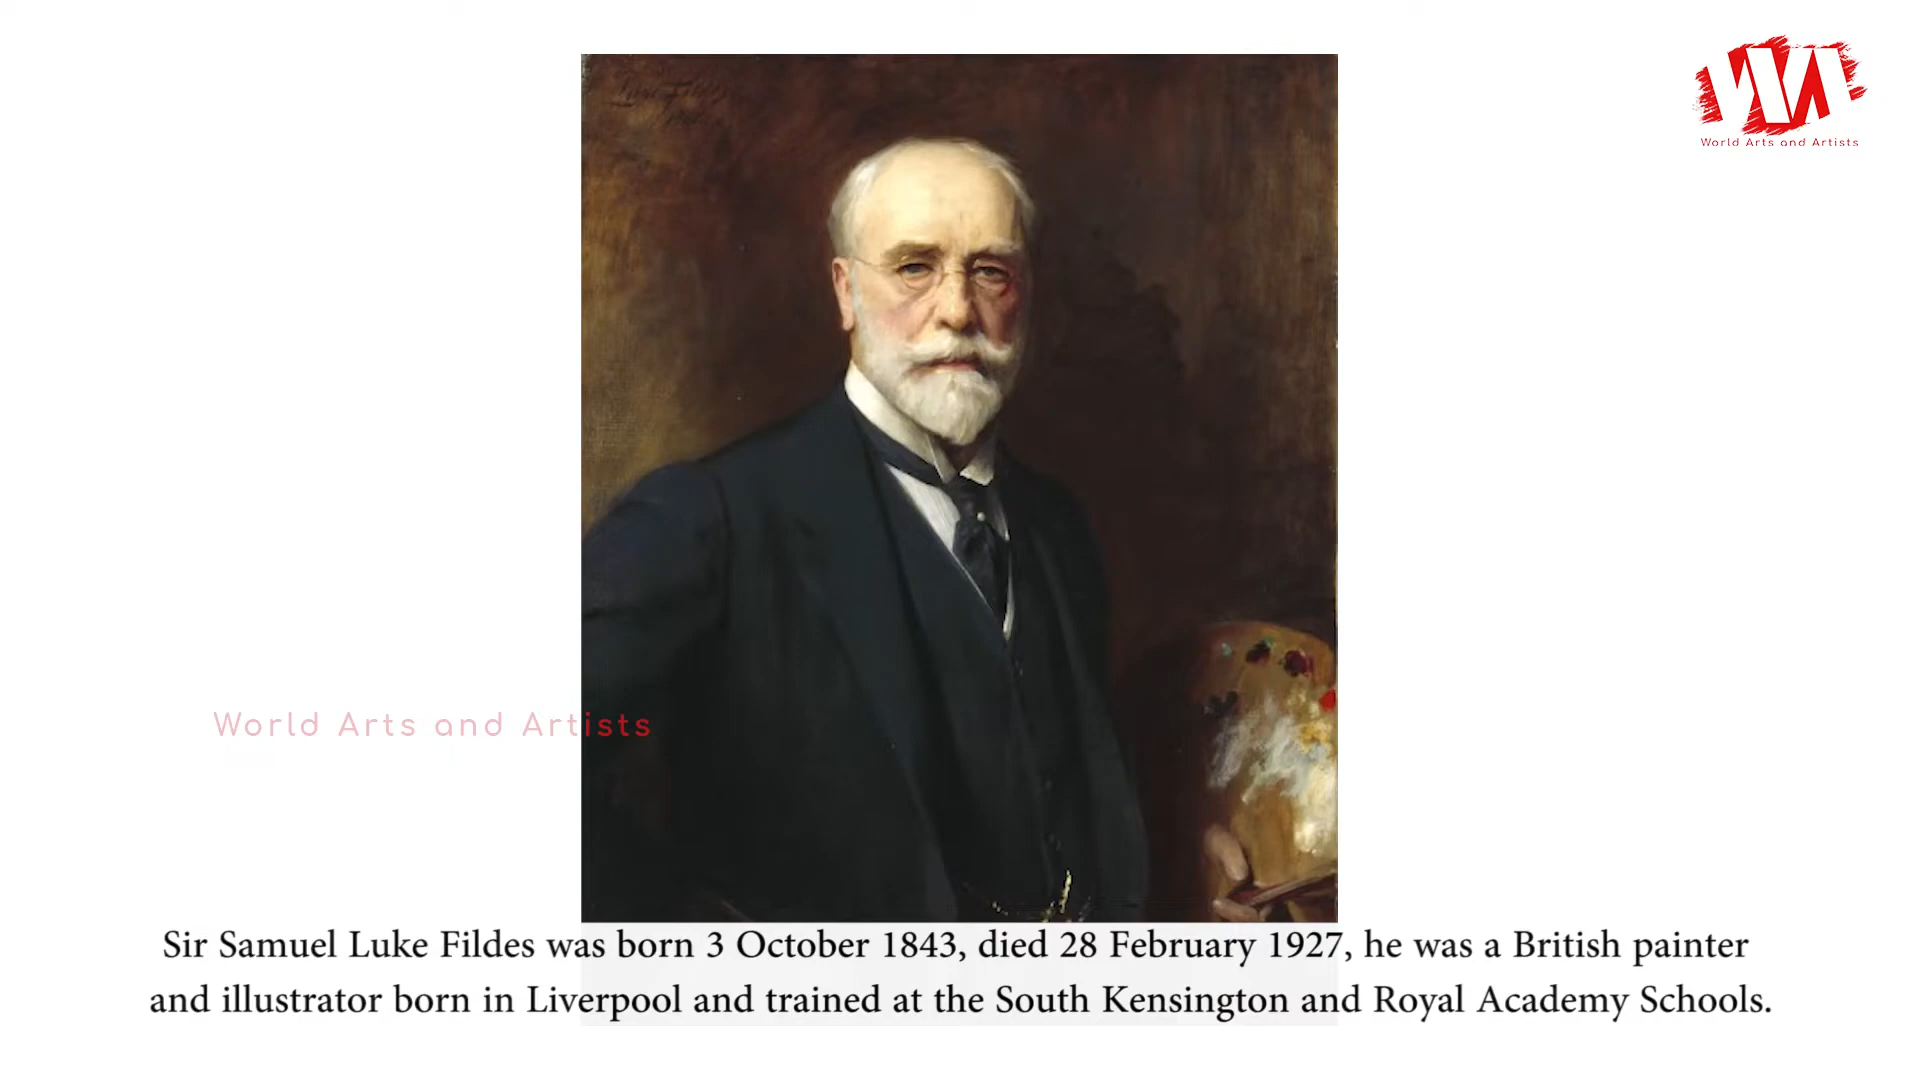 World Arts and Artists
World Arts and Artists
Sir Samuel Luke Fildes was born 3 October 1843, died 28 February 1927, he was a British painter
and illustrator born in Liverpool and trained at the South Kensington and Royal Academy Schools.